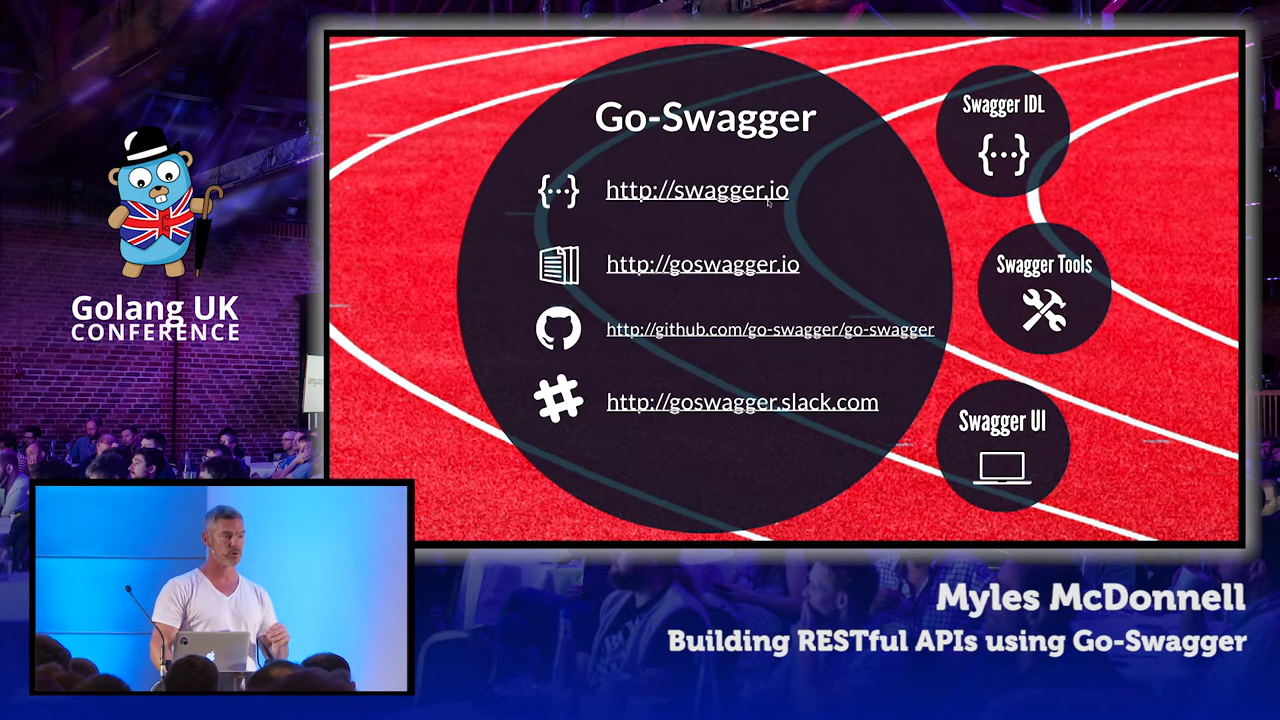 Golang UK
CONFERENCE
Go-Swagger
http://swagger.io
http://goswagger.io
http://github.com/go-swagger/go-swagger
http://goswagger.slack.com
Swagger IDL
{···}
Swagger Tools
Swagger UI
Myles McDonnell
Building RESTful APIs using Go-Swagger